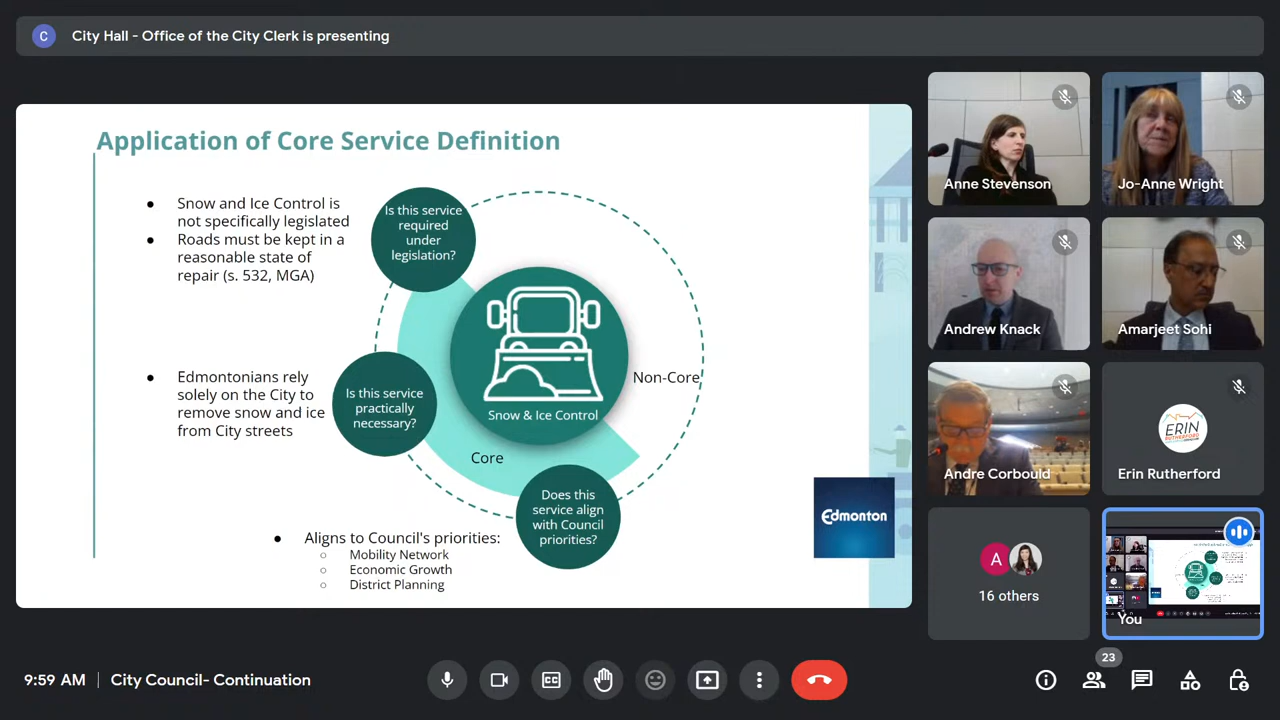 C
City Hall - Office of the City Clerk is presenting
Application of Core Service Definition
● Snow and Ice Control is
not specifically legislated
● Roads must be kept in a
reasonable state of
repair (s. 532, MGA)
Is this service
required
under
legislation?
● Edmontonians rely
solely on the City to
remove snow and ice
from City streets
Is this service
practically
necessary?
Snow & Ice Control
Non-Core
Core
Does this
service align
with Council
priorities?
● Aligns to Council's priorities:
○ Mobility Network
○ Economic Growth
○ District Planning
Edmonton
Anne Stevenson
Jo-Anne Wright
Andrew Knack
Amarjeet Sohi
Andre Corbould
ERIN
RUTHERFORD
Erin Rutherford
A
16 others
You
9:59 AM | City Council- Continuation
CC
23